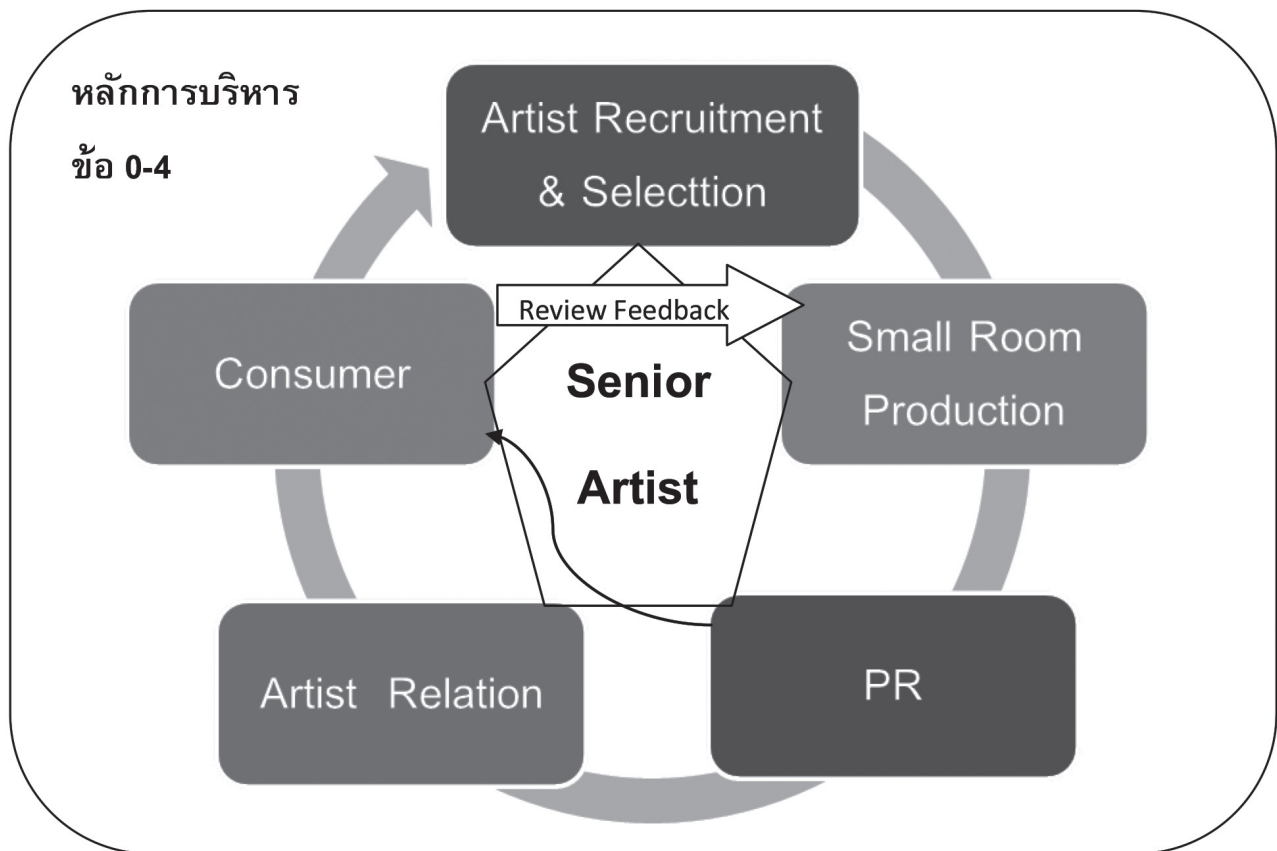 หลักการบริหาร
ข้อ 0-4
Artist Recruitment
& Selecttion
Review Feedback
Consumer
Small Room
Production
Senior
Artist
Artist Relation
PR